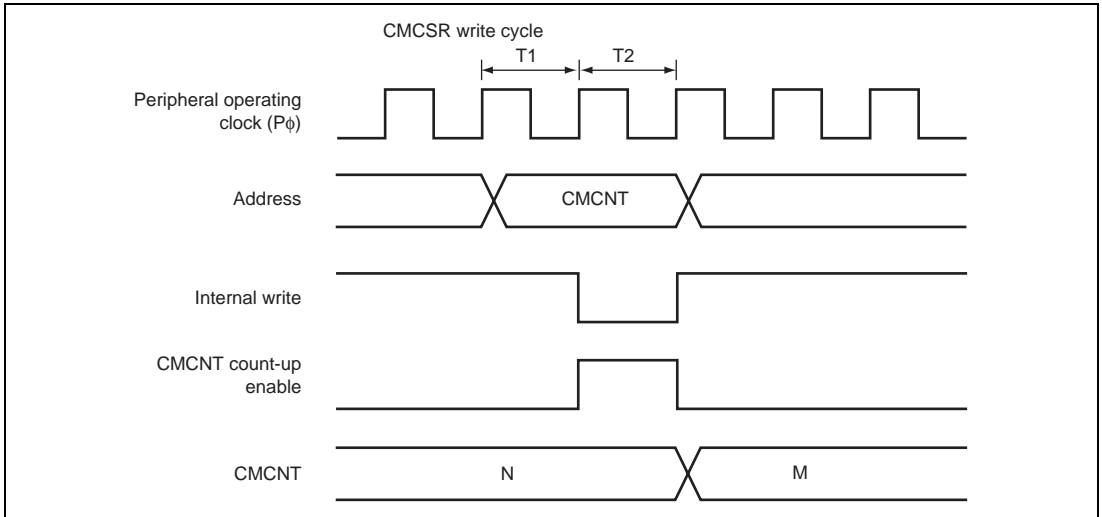 CMCSR write cycle
T1
T2
Peripheral operating
clock (Pϕ)
Address
CMCNT
Internal write
CMCNT count-up
enable
CMCNT
N
M